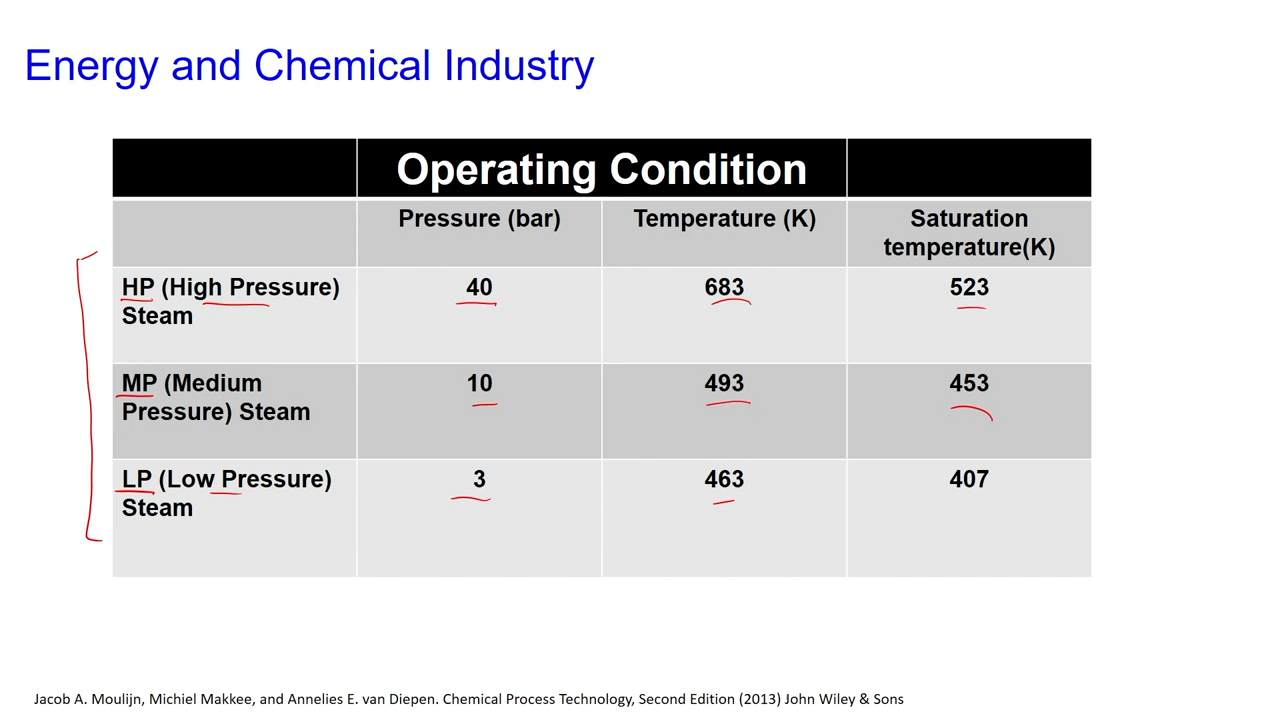 Energy and Chemical Industry
Operating Condition
Pressure (bar) Temperature (K) Saturation
temperature(K)
HP (High Pressure) 40 683 523
Steam
MP (Medium 10 493 453
Pressure) Steam
LP (Low Pressure) 3 463 407
Steam
Jacob A. Moulijn, Michiel Makkee, and Annelies E. van Diepen. Chemical Process Technology, Second Edition (2013) John Wiley & Sons